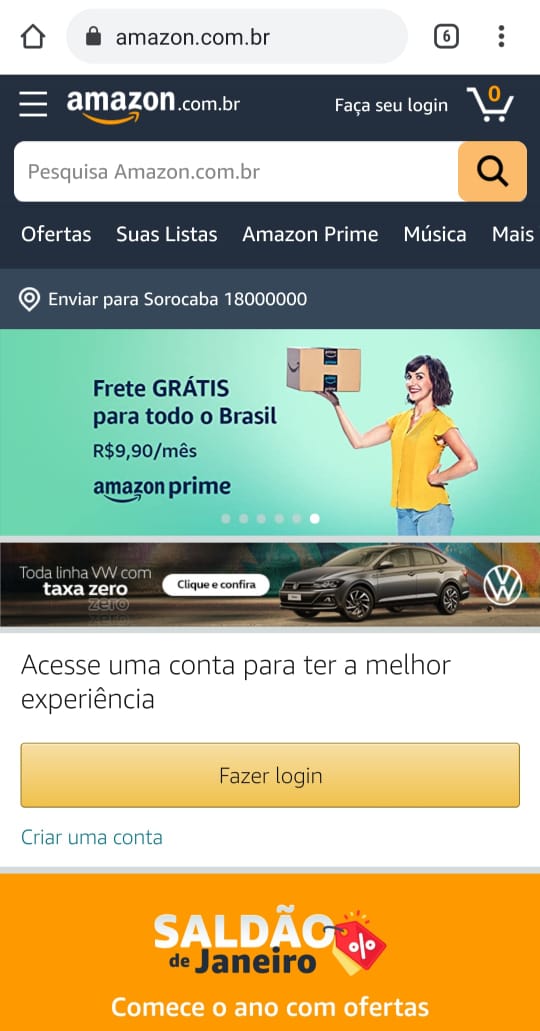 amazon.com.br
6
amazon.com.br
Faça seu login
0
Pesquisa Amazon.com.br
Ofertas Suas Listas Amazon Prime Música Mais
Enviar para Sorocaba 18000000
Frete GRÁTIS
para todo o Brasil
R$9,90/mês
amazon prime
Toda linha VW com
taxa zero
zero
Clique e confira
Acesse uma conta para ter a melhor
experiência
Fazer login
Criar uma conta
SALDÃO
de Janeiro
%
Comece o ano com ofertas